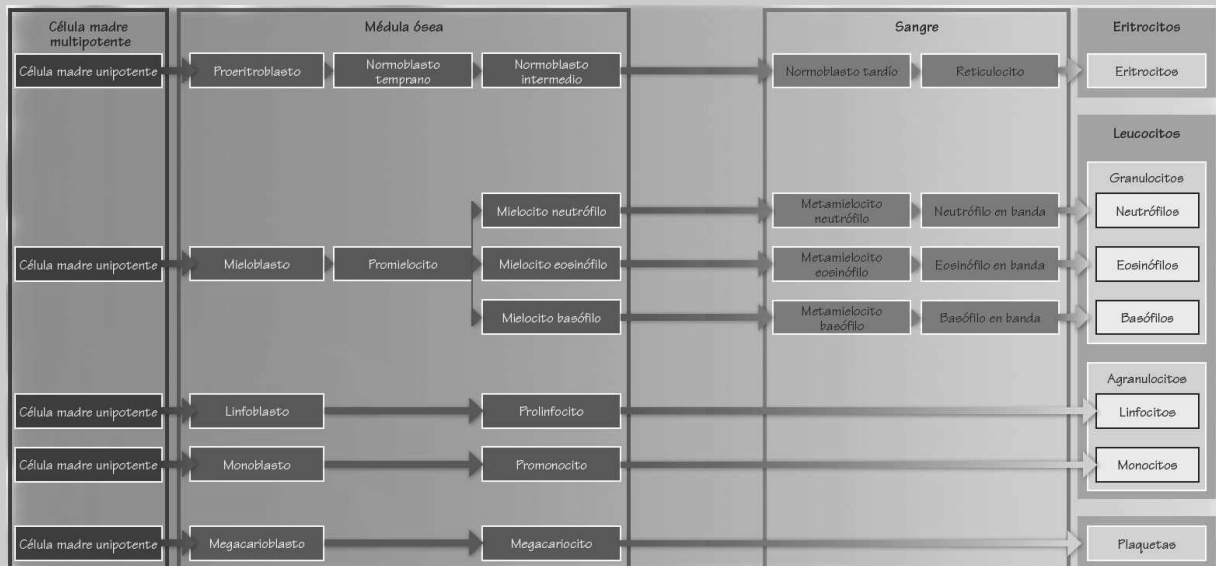 Célula madre
multipotente
Médula ósea
Sangre
Eritrocitos
Célula madre unipotente
Proeritroblasto
Normoblasto
temprano
Normoblasto
intermedio
Normoblasto tardío
Reticulocito
Eritrocitos
Leucocitos
Granulocitos
Mielocito neutrófilo
Metamielocito
neutrófilo
Neutrófilo en banda
Neutrófilos
Célula madre unipotente
Mieloblasto
Promielocito
Mielocito eosinófilo
Metamielocito
eosinófilo
Eosinófilo en banda
Eosinófilos
Mielocito basófilo
Metamielocito
basófilo
Basófilo en banda
Basófilos
Agranulocitos
Célula madre unipotente
Linfoblasto
Prolinfocito
Linfocitos
Célula madre unipotente
Monoblasto
Promonocito
Monocitos
Célula madre unipotente
Megacarioblasto
Megacariocito
Plaquetas